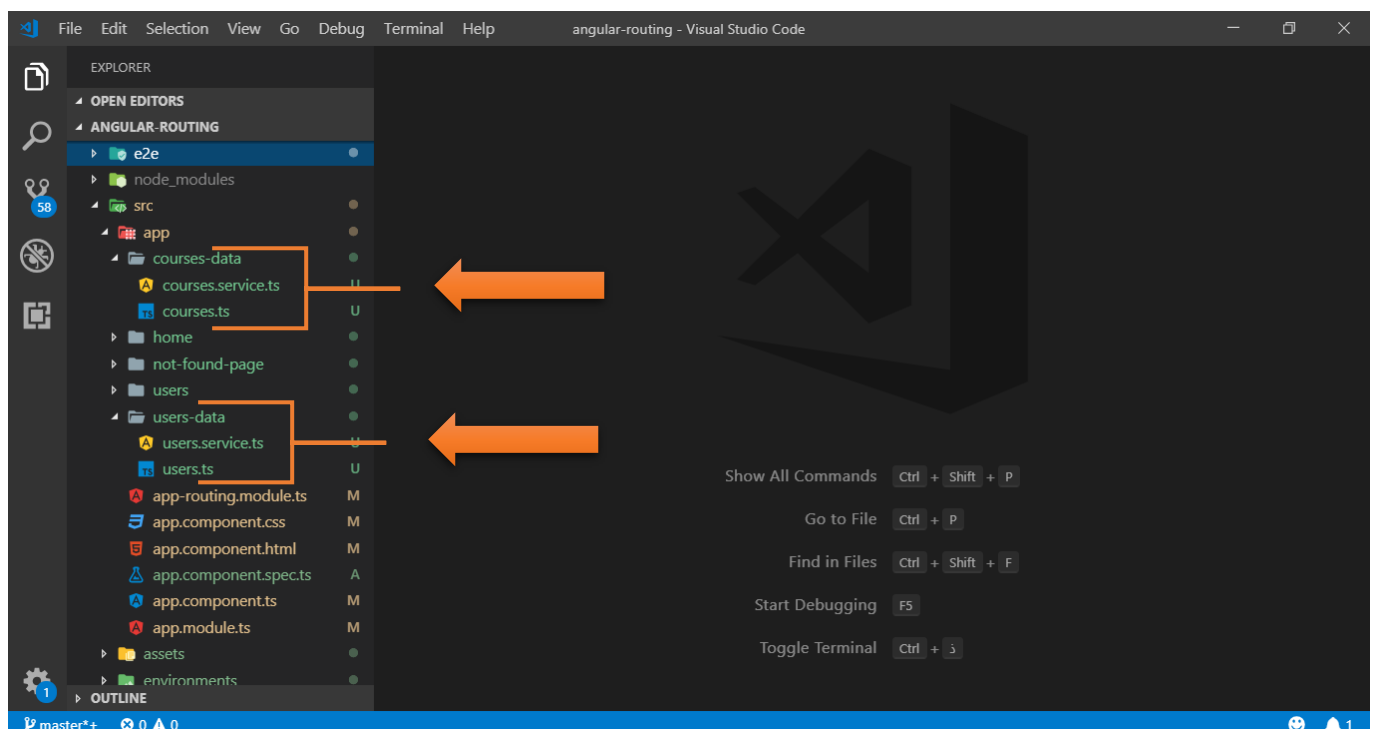 File Edit Selection View Go Debug Terminal Help angular-routing - Visual Studio Code
EXPLORER
OPEN EDITORS
ANGULAR-ROUTING
e2e
node_modules
58
src
app
courses-data
courses.service.ts U
TS courses.ts U
home
not-found-page
users
users-data
users.service.ts U
TS users.ts U
Show All Commands Ctrl + Shift + P
app-routing.module.ts M
app.component.css M
Go to File Ctrl + P
app.component.html M
Find in Files Ctrl + Shift + F
app.component.spec.ts A
app.component.ts M
Start Debugging F5
app.module.ts M
Toggle Terminal Ctrl + ذ
assets
environments
1
OUTLINE
master*+ 0 0 1